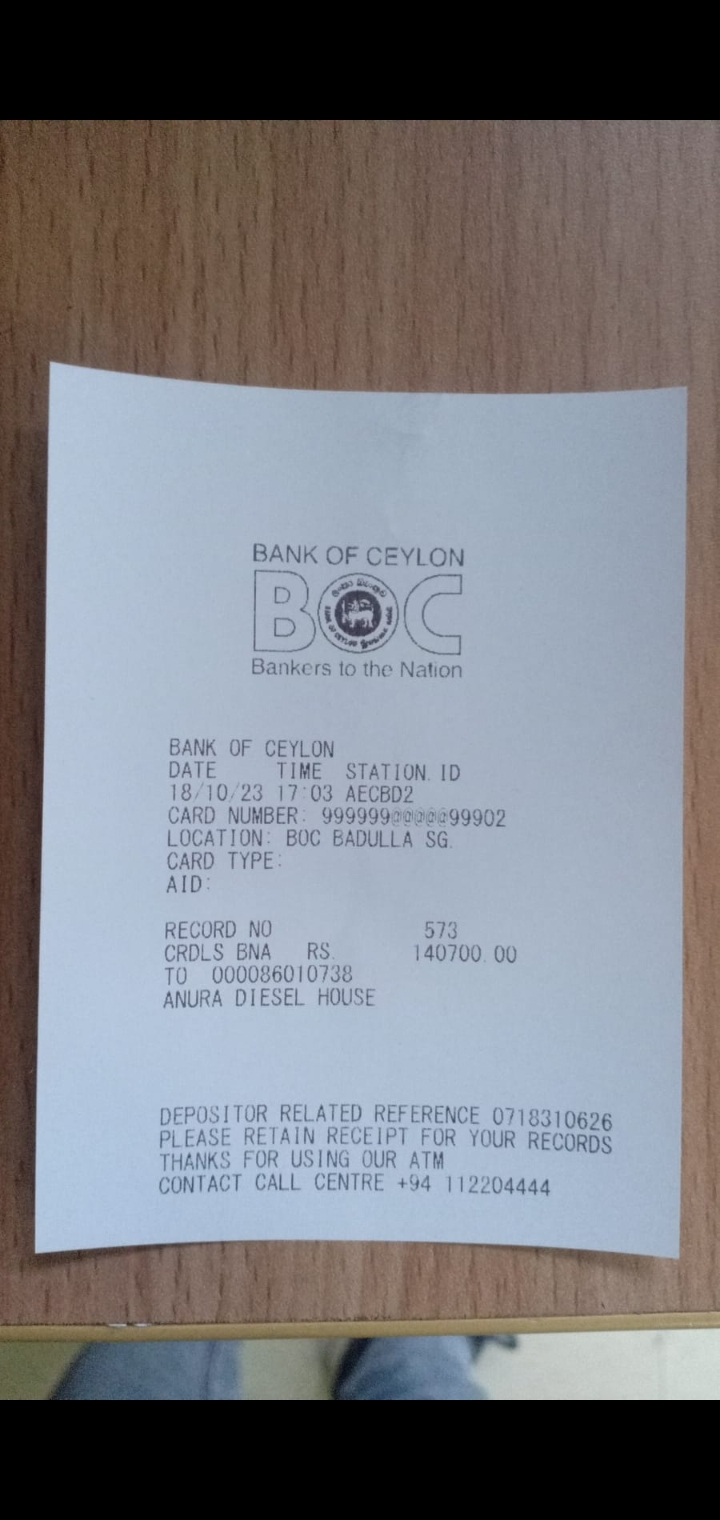 BANK OF CEYLON
BOC
Bankers to the Nation
BANK OF CEYLON
DATE TIME STATION ID
18/10/23 17:03 AECBD2
CARD NUMBER: 999999@@@@@99902
LOCATION: BOC BADULLA SG.
CARD TYPE:
AID:
RECORD NO 573
CRDLS BNA RS. 140700.00
TO 000086010738
ANURA DIESEL HOUSE
DEPOSITOR RELATED REFERENCE 0718310626
PLEASE RETAIN RECEIPT FOR YOUR RECORDS
THANKS FOR USING OUR ATM
CONTACT CALL CENTRE +94 112204444